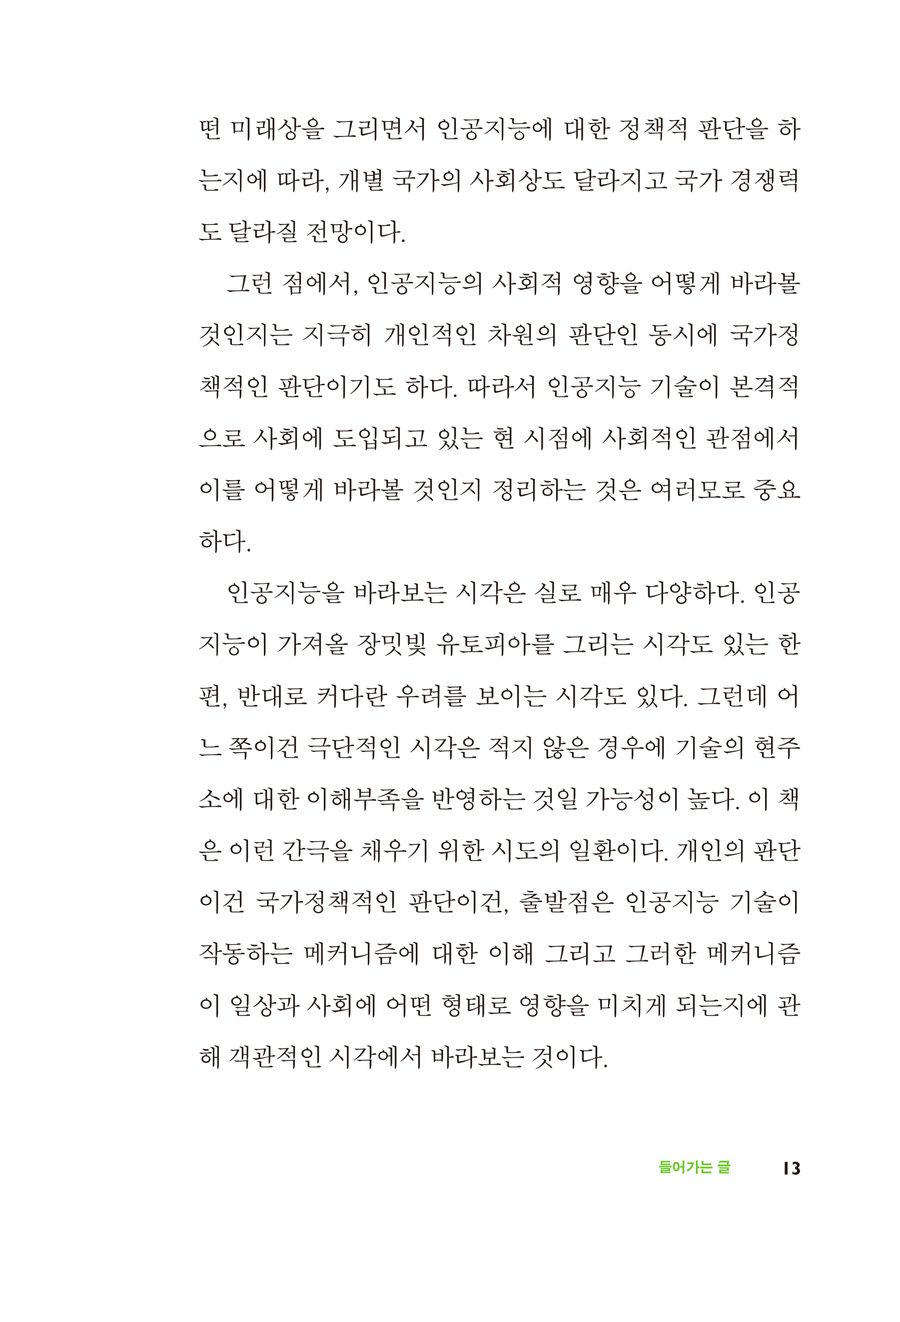 떤 미래상을 그리면서 인공지능에 대한 정책적 판단을 하
는지에 따라, 개별 국가의 사회상도 달라지고 국가 경쟁력
도 달라질 전망이다.
그런 점에서, 인공지능의 사회적 영향을 어떻게 바라볼
것인지는 지극히 개인적인 차원의 판단인 동시에 국가정
책적인 판단이기도 하다. 따라서 인공지능 기술이 본격적
으로 사회에 도입되고 있는 현 시점에 사회적인 관점에서
이를 어떻게 바라볼 것인지 정리하는 것은 여러모로 중요
하다.
인공지능을 바라보는 시각은 실로 매우 다양하다. 인공
지능이 가져올 장밋빛 유토피아를 그리는 시각도 있는 한
편, 반대로 커다란 우려를 보이는 시각도 있다. 그런데 어
느 쪽이건 극단적인 시각은 적지 않은 경우에 기술의 현주
소에 대한 이해부족을 반영하는 것일 가능성이 높다. 이 책
은 이런 간극을 채우기 위한 시도의 일환이다. 개인의 판단
이건 국가정책적인 판단이건, 출발점은 인공지능 기술이
작동하는 메커니즘에 대한 이해 그리고 그러한 메커니즘
이 일상과 사회에 어떤 형태로 영향을 미치게 되는지에 관
해 객관적인 시각에서 바라보는 것이다.
들어가는 글 13